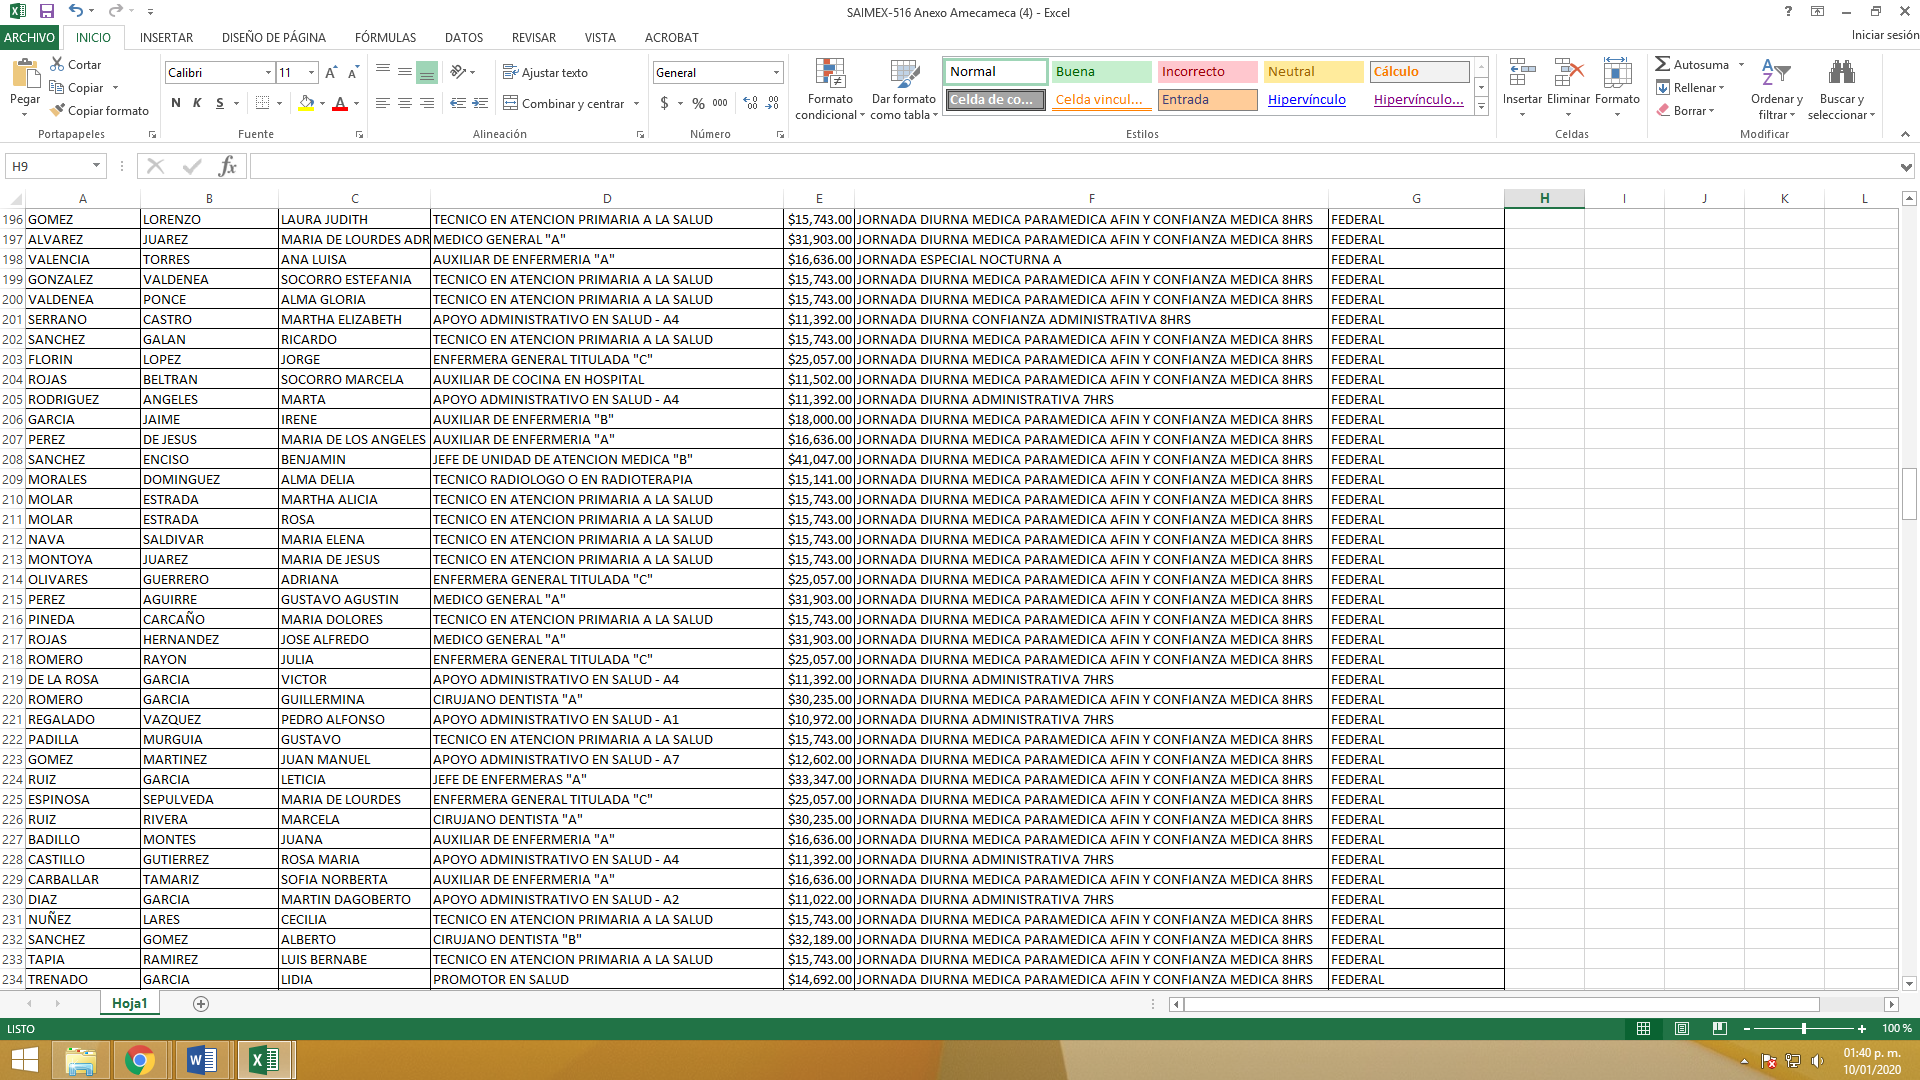 SAIMEX-516 Anexo Amecameca (4) - Excel
Iniciar sesión
ARCHIVO INICIO INSERTAR DISEÑO DE PÁGINA FÓRMULAS DATOS REVISAR VISTA ACROBAT
Pegar
Cortar
Copiar
Copiar formato
Portapapeles
Calibri 11
N K S
Fuente
Ajustar texto
Combinar y centrar
Alineación
General
$ % 000
Número
Formato condicional
Dar formato como tabla
Normal Buena Incorrecto Neutral Cálculo
Celda de co... Celda vincul... Entrada Hipervínculo Hipervínculo...
Estilos
Insertar Eliminar Formato
Celdas
Autosuma
Rellenar
Borrar
Ordenar y filtrar
Buscar y seleccionar
Modificar
H9
fx
A B C D E F G H I J K L
196 GOMEZ LORENZO LAURA JUDITH TECNICO EN ATENCION PRIMARIA A LA SALUD $15,743.00 JORNADA DIURNA MEDICA PARAMEDICA AFIN Y CONFIANZA MEDICA 8HRS FEDERAL
197 ALVAREZ JUAREZ MARIA DE LOURDES ADR MEDICO GENERAL "A" $31,903.00 JORNADA DIURNA MEDICA PARAMEDICA AFIN Y CONFIANZA MEDICA 8HRS FEDERAL
198 VALENCIA TORRES ANA LUISA AUXILIAR DE ENFERMERIA "A" $16,636.00 JORNADA ESPECIAL NOCTURNA A FEDERAL
199 GONZALEZ VALDENEA SOCORRO ESTEFANIA TECNICO EN ATENCION PRIMARIA A LA SALUD $15,743.00 JORNADA DIURNA MEDICA PARAMEDICA AFIN Y CONFIANZA MEDICA 8HRS FEDERAL
200 VALDENEA PONCE ALMA GLORIA TECNICO EN ATENCION PRIMARIA A LA SALUD $15,743.00 JORNADA DIURNA MEDICA PARAMEDICA AFIN Y CONFIANZA MEDICA 8HRS FEDERAL
201 SERRANO CASTRO MARTHA ELIZABETH APOYO ADMINISTRATIVO EN SALUD - A4 $11,392.00 JORNADA DIURNA CONFIANZA ADMINISTRATIVA 8HRS FEDERAL
202 SANCHEZ GALAN RICARDO TECNICO EN ATENCION PRIMARIA A LA SALUD $15,743.00 JORNADA DIURNA MEDICA PARAMEDICA AFIN Y CONFIANZA MEDICA 8HRS FEDERAL
203 FLORIN LOPEZ JORGE ENFERMERA GENERAL TITULADA "C" $25,057.00 JORNADA DIURNA MEDICA PARAMEDICA AFIN Y CONFIANZA MEDICA 8HRS FEDERAL
204 ROJAS BELTRAN SOCORRO MARCELA AUXILIAR DE COCINA EN HOSPITAL $11,502.00 JORNADA DIURNA MEDICA PARAMEDICA AFIN Y CONFIANZA MEDICA 8HRS FEDERAL
205 RODRIGUEZ ANGELES MARTA APOYO ADMINISTRATIVO EN SALUD - A4 $11,392.00 JORNADA DIURNA ADMINISTRATIVA 7HRS FEDERAL
206 GARCIA JAIME IRENE AUXILIAR DE ENFERMERIA "B" $18,000.00 JORNADA DIURNA MEDICA PARAMEDICA AFIN Y CONFIANZA MEDICA 8HRS FEDERAL
207 PEREZ DE JESUS MARIA DE LOS ANGELES AUXILIAR DE ENFERMERIA "A" $16,636.00 JORNADA DIURNA MEDICA PARAMEDICA AFIN Y CONFIANZA MEDICA 8HRS FEDERAL
208 SANCHEZ ENCISO BENJAMIN JEFE DE UNIDAD DE ATENCION MEDICA "B" $41,047.00 JORNADA DIURNA MEDICA PARAMEDICA AFIN Y CONFIANZA MEDICA 8HRS FEDERAL
209 MORALES DOMINGUEZ ALMA DELIA TECNICO RADIOLOGO O EN RADIOTERAPIA $15,141.00 JORNADA DIURNA MEDICA PARAMEDICA AFIN Y CONFIANZA MEDICA 8HRS FEDERAL
210 MOLAR ESTRADA MARTHA ALICIA TECNICO EN ATENCION PRIMARIA A LA SALUD $15,743.00 JORNADA DIURNA MEDICA PARAMEDICA AFIN Y CONFIANZA MEDICA 8HRS FEDERAL
211 MOLAR ESTRADA ROSA TECNICO EN ATENCION PRIMARIA A LA SALUD $15,743.00 JORNADA DIURNA MEDICA PARAMEDICA AFIN Y CONFIANZA MEDICA 8HRS FEDERAL
212 NAVA SALDIVAR MARIA ELENA TECNICO EN ATENCION PRIMARIA A LA SALUD $15,743.00 JORNADA DIURNA MEDICA PARAMEDICA AFIN Y CONFIANZA MEDICA 8HRS FEDERAL
213 MONTOYA JUAREZ MARIA DE JESUS TECNICO EN ATENCION PRIMARIA A LA SALUD $15,743.00 JORNADA DIURNA MEDICA PARAMEDICA AFIN Y CONFIANZA MEDICA 8HRS FEDERAL
214 OLIVARES GUERRERO ADRIANA ENFERMERA GENERAL TITULADA "C" $25,057.00 JORNADA DIURNA MEDICA PARAMEDICA AFIN Y CONFIANZA MEDICA 8HRS FEDERAL
215 PEREZ AGUIRRE GUSTAVO AGUSTIN MEDICO GENERAL "A" $31,903.00 JORNADA DIURNA MEDICA PARAMEDICA AFIN Y CONFIANZA MEDICA 8HRS FEDERAL
216 PINEDA CARCAÑO MARIA DOLORES TECNICO EN ATENCION PRIMARIA A LA SALUD $15,743.00 JORNADA DIURNA MEDICA PARAMEDICA AFIN Y CONFIANZA MEDICA 8HRS FEDERAL
217 ROJAS HERNANDEZ JOSE ALFREDO MEDICO GENERAL "A" $31,903.00 JORNADA DIURNA MEDICA PARAMEDICA AFIN Y CONFIANZA MEDICA 8HRS FEDERAL
218 ROMERO RAYON JULIA ENFERMERA GENERAL TITULADA "C" $25,057.00 JORNADA DIURNA MEDICA PARAMEDICA AFIN Y CONFIANZA MEDICA 8HRS FEDERAL
219 DE LA ROSA GARCIA VICTOR APOYO ADMINISTRATIVO EN SALUD - A4 $11,392.00 JORNADA DIURNA ADMINISTRATIVA 7HRS FEDERAL
220 ROMERO GARCIA GUILLERMINA CIRUJANO DENTISTA "A" $30,235.00 JORNADA DIURNA MEDICA PARAMEDICA AFIN Y CONFIANZA MEDICA 8HRS FEDERAL
221 REGALADO VAZQUEZ PEDRO ALFONSO APOYO ADMINISTRATIVO EN SALUD - A1 $10,972.00 JORNADA DIURNA ADMINISTRATIVA 7HRS FEDERAL
222 PADILLA MURGUIA GUSTAVO TECNICO EN ATENCION PRIMARIA A LA SALUD $15,743.00 JORNADA DIURNA MEDICA PARAMEDICA AFIN Y CONFIANZA MEDICA 8HRS FEDERAL
223 GOMEZ MARTINEZ JUAN MANUEL APOYO ADMINISTRATIVO EN SALUD - A7 $12,602.00 JORNADA DIURNA MEDICA PARAMEDICA AFIN Y CONFIANZA MEDICA 8HRS FEDERAL
224 RUIZ GARCIA LETICIA JEFE DE ENFERMERAS "A" $33,347.00 JORNADA DIURNA MEDICA PARAMEDICA AFIN Y CONFIANZA MEDICA 8HRS FEDERAL
225 ESPINOSA SEPULVEDA MARIA DE LOURDES ENFERMERA GENERAL TITULADA "C" $25,057.00 JORNADA DIURNA MEDICA PARAMEDICA AFIN Y CONFIANZA MEDICA 8HRS FEDERAL
226 RUIZ RIVERA MARCELA CIRUJANO DENTISTA "A" $30,235.00 JORNADA DIURNA MEDICA PARAMEDICA AFIN Y CONFIANZA MEDICA 8HRS FEDERAL
227 BADILLO MONTES JUANA AUXILIAR DE ENFERMERIA "A" $16,636.00 JORNADA DIURNA MEDICA PARAMEDICA AFIN Y CONFIANZA MEDICA 8HRS FEDERAL
228 CASTILLO GUTIERREZ ROSA MARIA APOYO ADMINISTRATIVO EN SALUD - A4 $11,392.00 JORNADA DIURNA ADMINISTRATIVA 7HRS FEDERAL
229 CARBALLAR TAMARIZ SOFIA NORBERTA AUXILIAR DE ENFERMERIA "A" $16,636.00 JORNADA DIURNA MEDICA PARAMEDICA AFIN Y CONFIANZA MEDICA 8HRS FEDERAL
230 DIAZ GARCIA MARTIN DAGOBERTO APOYO ADMINISTRATIVO EN SALUD - A2 $11,022.00 JORNADA DIURNA ADMINISTRATIVA 7HRS FEDERAL
231 NUÑEZ LARES CECILIA TECNICO EN ATENCION PRIMARIA A LA SALUD $15,743.00 JORNADA DIURNA MEDICA PARAMEDICA AFIN Y CONFIANZA MEDICA 8HRS FEDERAL
232 SANCHEZ GOMEZ ALBERTO CIRUJANO DENTISTA "B" $32,189.00 JORNADA DIURNA MEDICA PARAMEDICA AFIN Y CONFIANZA MEDICA 8HRS FEDERAL
233 TAPIA RAMIREZ LUIS BERNABE TECNICO EN ATENCION PRIMARIA A LA SALUD $15,743.00 JORNADA DIURNA MEDICA PARAMEDICA AFIN Y CONFIANZA MEDICA 8HRS FEDERAL
234 TRENADO GARCIA LIDIA PROMOTOR EN SALUD $14,692.00 JORNADA DIURNA MEDICA PARAMEDICA AFIN Y CONFIANZA MEDICA 8HRS FEDERAL
Hoja1
LISTO
100 %
01:40 p. m.
10/01/2020